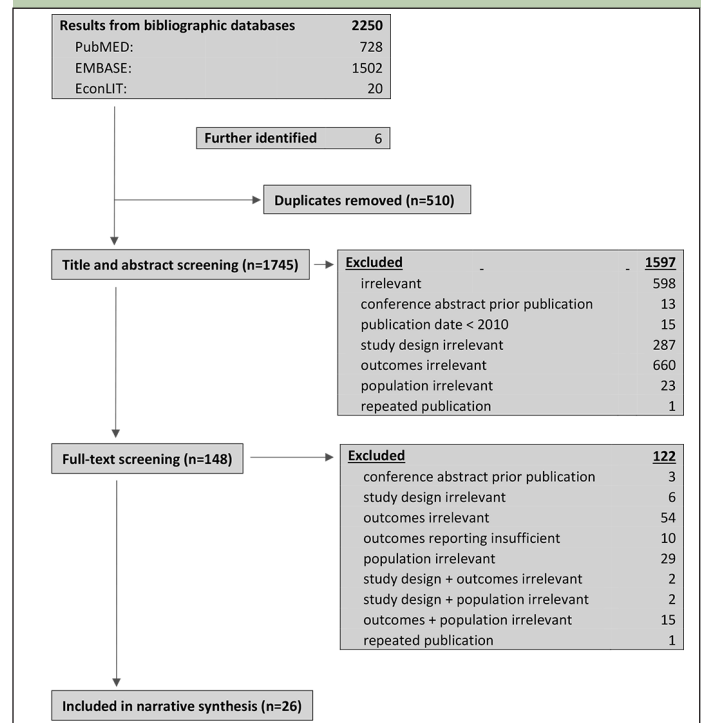 Results from bibliographic databases 2250
PubMED: 728
EMBASE: 1502
EconLIT: 20
Further identified 6
Duplicates removed (n=510)
Title and abstract screening (n=1745)
Excluded - - 1597
irrelevant 598
conference abstract prior publication 13
publication date < 2010 15
study design irrelevant 287
outcomes irrelevant 660
population irrelevant 23
repeated publication 1
Full-text screening (n=148)
Excluded 122
conference abstract prior publication 3
study design irrelevant 6
outcomes irrelevant 54
outcomes reporting insufficient 10
population irrelevant 29
study design + outcomes irrelevant 2
study design + population irrelevant 2
outcomes + population irrelevant 15
repeated publication 1
Included in narrative synthesis (n=26)